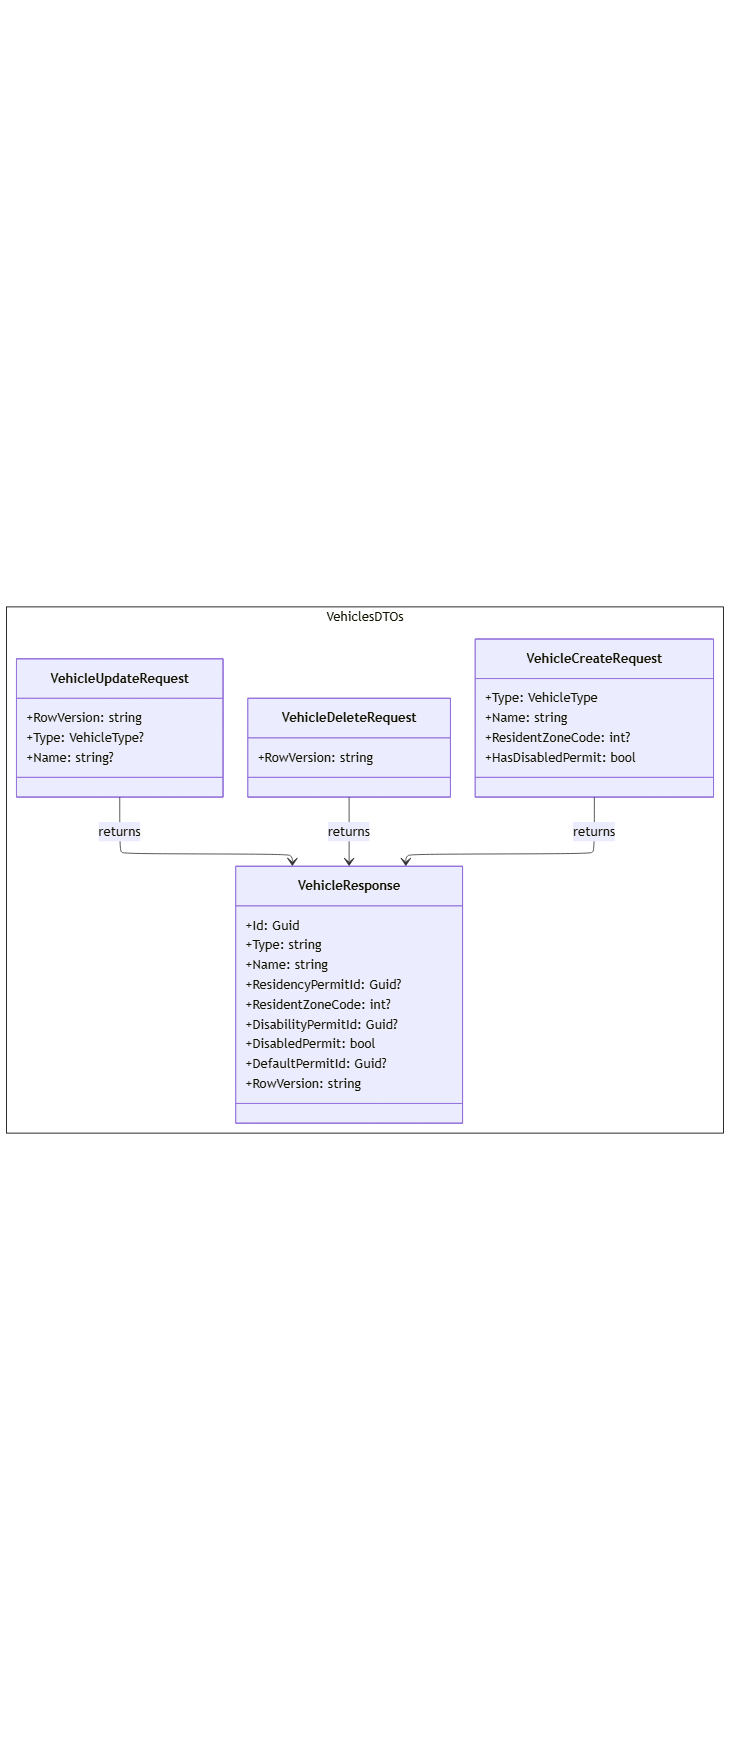 VehiclesDTOs
VehicleUpdateRequest
+RowVersion: string
+Type: VehicleType?
+Name: string?
VehicleDeleteRequest
+RowVersion: string
VehicleCreateRequest
+Type: VehicleType
+Name: string
+ResidentZoneCode: int?
+HasDisabledPermit: bool
returns
returns
returns
VehicleResponse
+Id: Guid
+Type: string
+Name: string
+ResidencyPermitId: Guid?
+ResidentZoneCode: int?
+DisabilityPermitId: Guid?
+DisabledPermit: bool
+DefaultPermitId: Guid?
+RowVersion: string